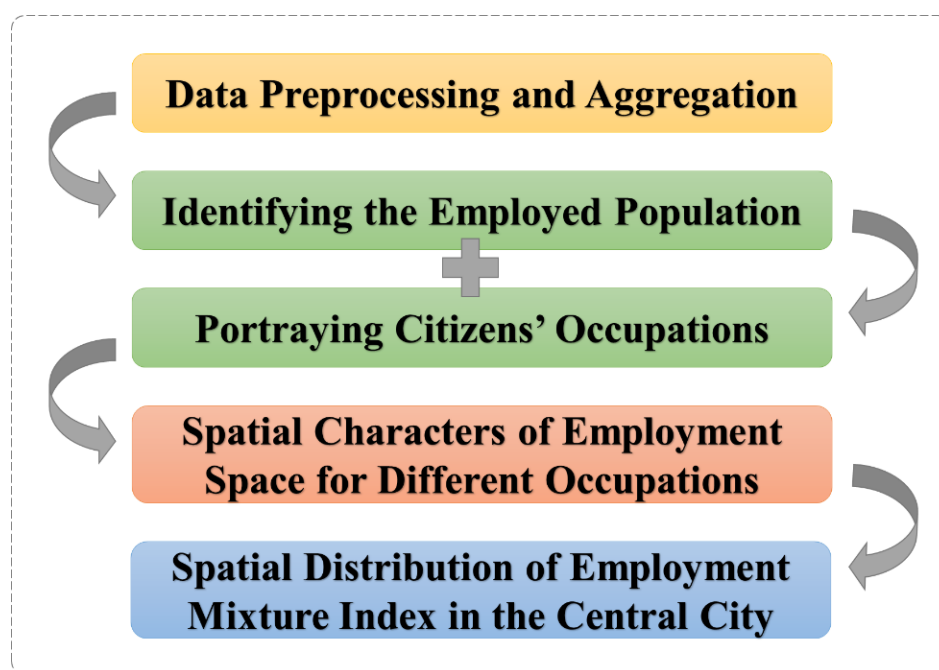 Data Preprocessing and Aggregation
Identifying the Employed Population
Portraying Citizens’ Occupations
Spatial Characters of Employment
Space for Different Occupations
Spatial Distribution of Employment
Mixture Index in the Central City